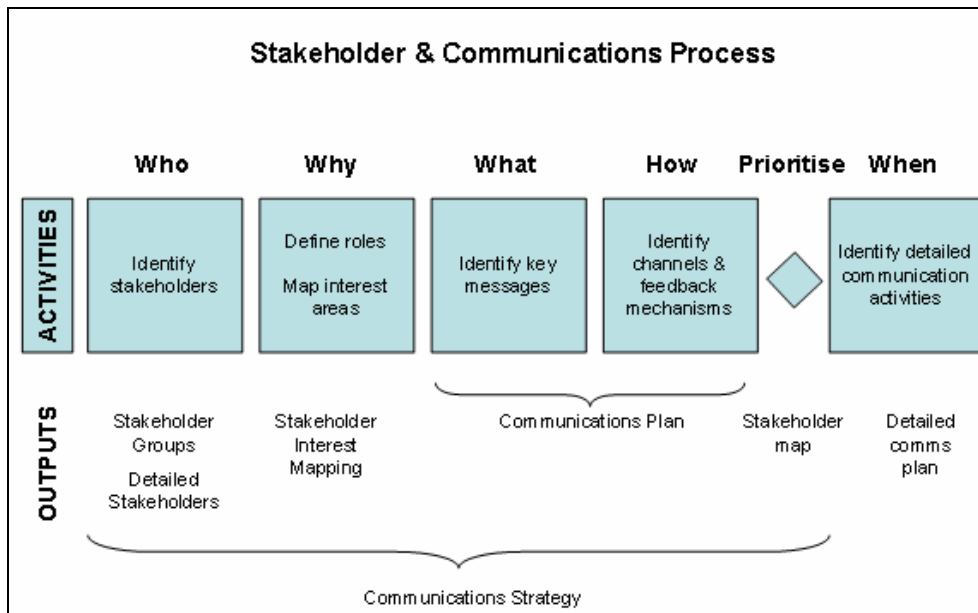 Stakeholder & Communications Process
Who
Why
What
How
Prioritise
When
ACTIVITIES
Identify
stakeholders
Define roles
Map interest
areas
Identify key
messages
Identify
channels &
feedback
mechanisms
Identify detailed
communication
activities
OUTPUTS
Stakeholder
Groups
Detailed
Stakeholders
Stakeholder
Interest
Mapping
Communications Plan
Stakeholder
map
Detailed
comms
plan
Communications Strategy